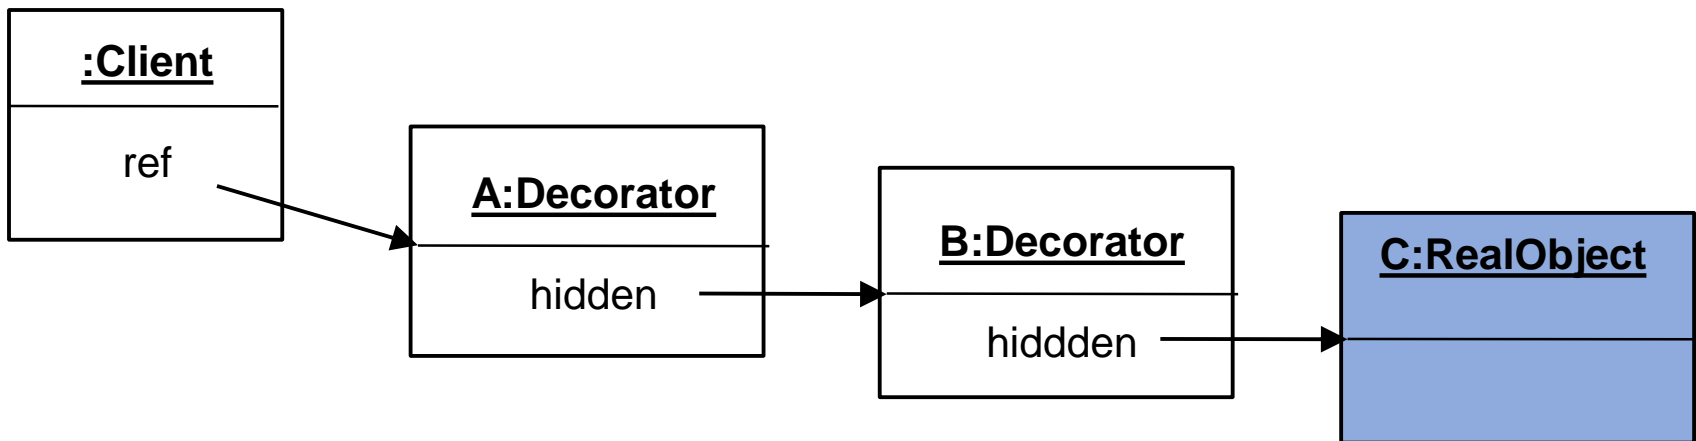 :Client
ref
A:Decorator
hidden
B:Decorator
hiddden
C:RealObject